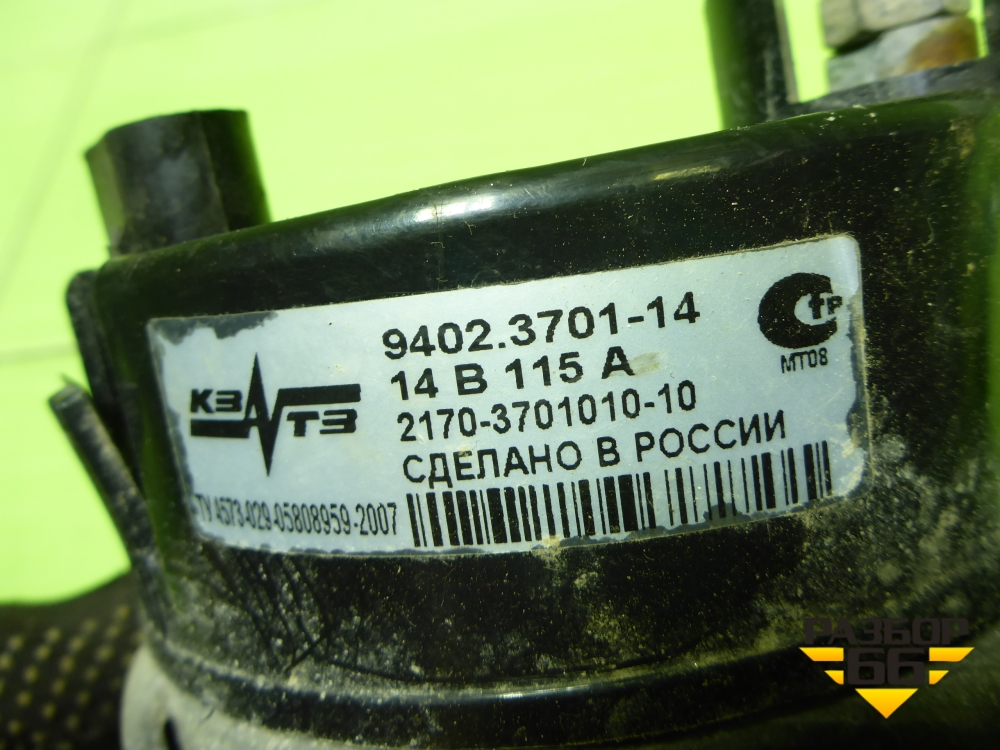 9402.3701-14
14 В 115 А
2170-3701010-10
СДЕЛАНО В РОССИИ
КЗАТЭ
ТУ 4573-029-05808959-2007
МТ08
РАЗБОР
66